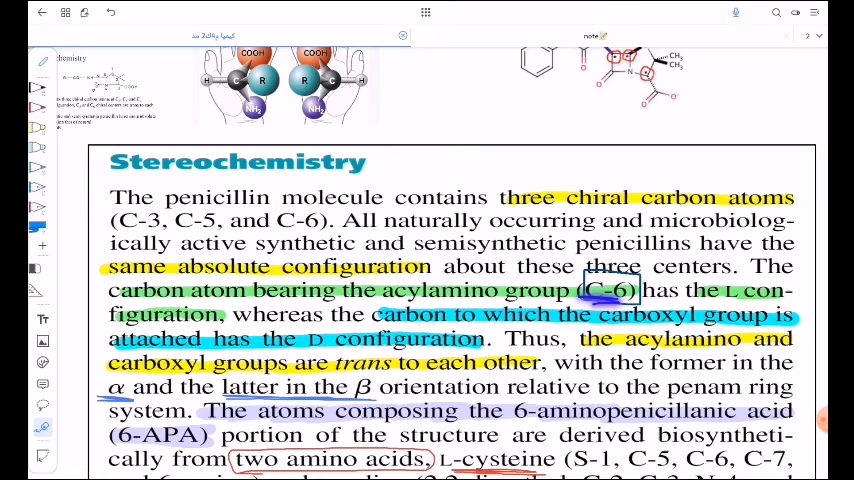 كيميا م4ك2 مد
note
2
chemistry
COOH
COOH
H
C
R
R
C
H
NH2
NH2
O
O
N
CH3
CH3
O
O-
Stereochemistry
The penicillin molecule contains three chiral carbon atoms
(C-3, C-5, and C-6). All naturally occurring and microbiolog-
ically active synthetic and semisynthetic penicillins have the
same absolute configuration about these three centers. The
carbon atom bearing the acylamino group (C-6) has the L con-
figuration, whereas the carbon to which the carboxyl group is
attached has the D configuration. Thus, the acylamino and
carboxyl groups are trans to each other, with the former in the
α and the latter in the β orientation relative to the penam ring
system. The atoms composing the 6-aminopenicillanic acid
(6-APA) portion of the structure are derived biosyntheti-
cally from two amino acids, L-cysteine (S-1, C-5, C-6, C-7,
Tт